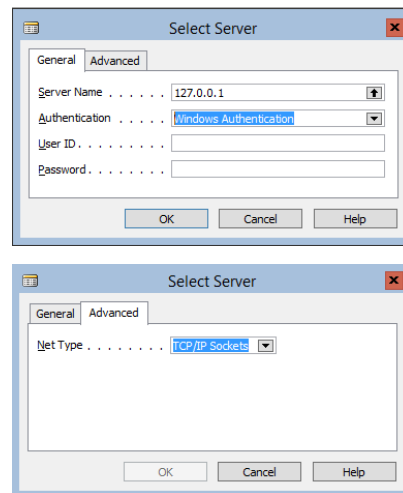 Select Server
General Advanced
Server Name . . . . . . 127.0.0.1
Authentication . . . . . Windows Authentication
User ID. . . . . . . . .
Password. . . . . . . .
OK Cancel Help
Select Server
General Advanced
Net Type . . . . . . . . TCP/IP Sockets
OK Cancel Help